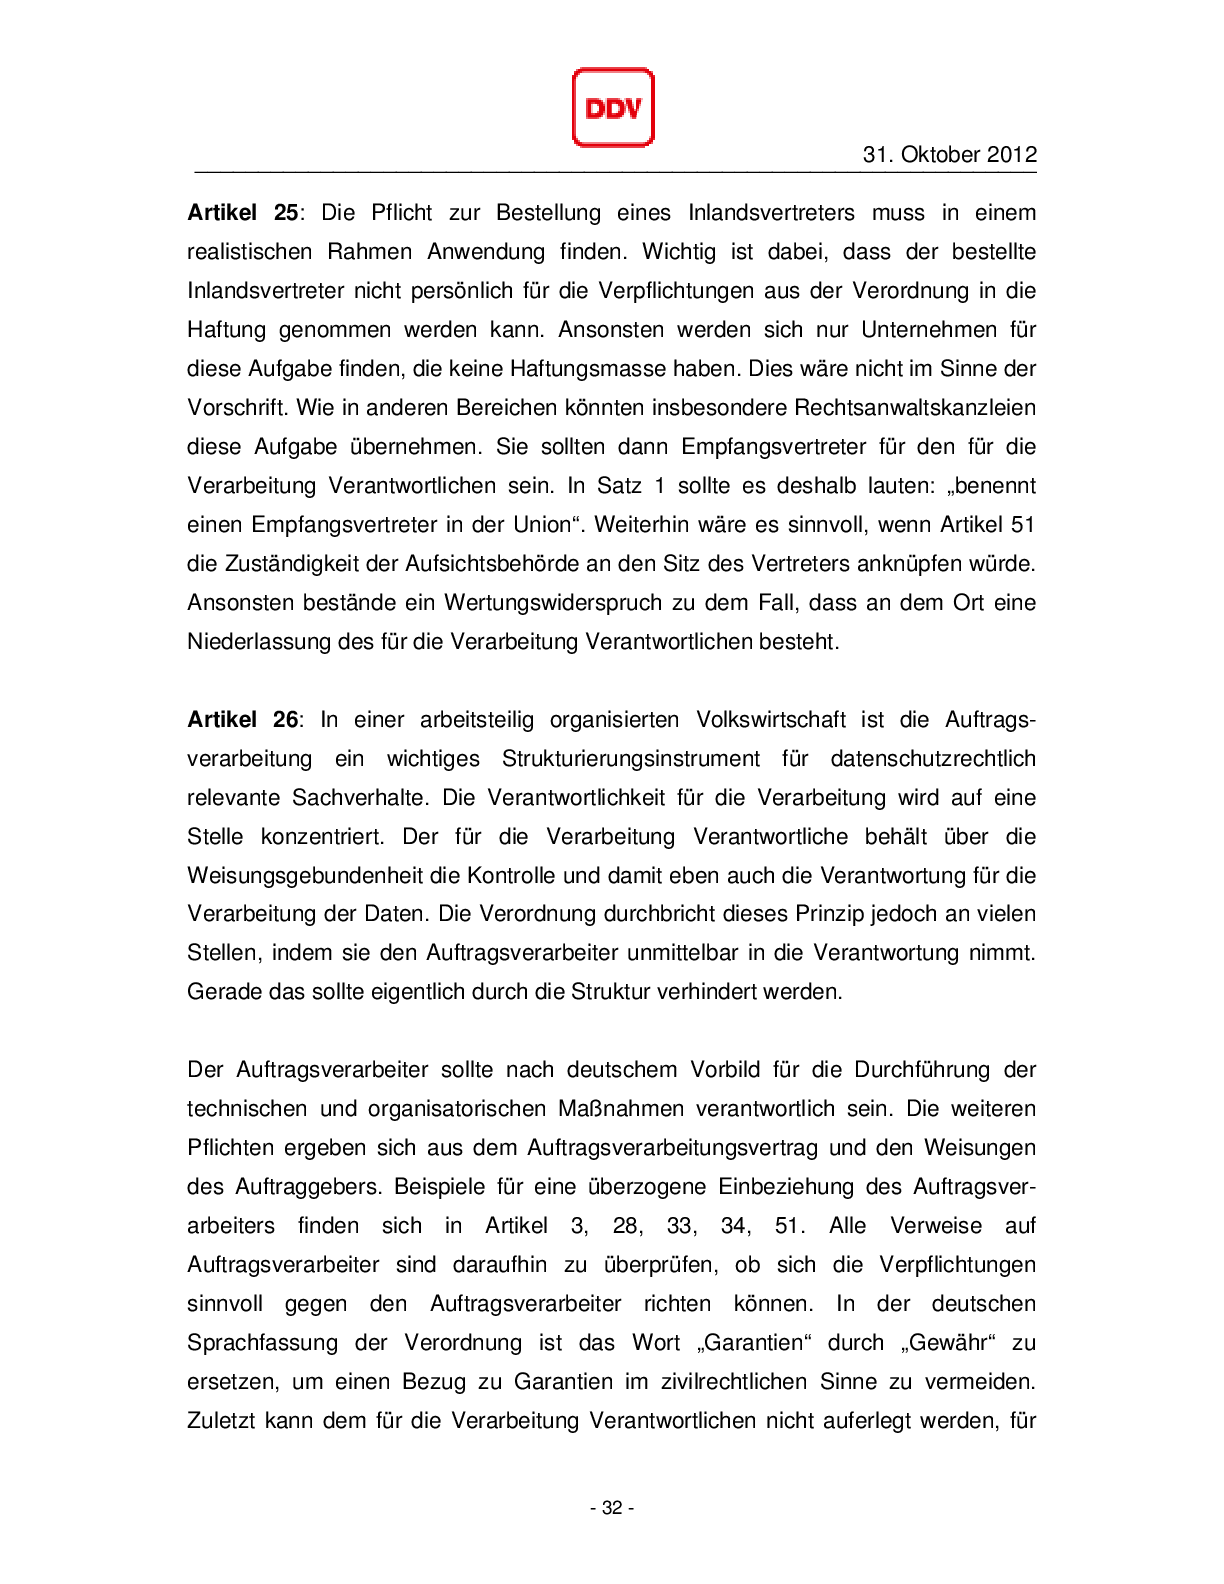 DDV
31. Oktober 2012
Artikel 25: Die Pflicht zur Bestellung eines Inlandsvertreters muss in einem
realistischen Rahmen Anwendung finden. Wichtig ist dabei, dass der bestellte
Inlandsvertreter nicht persönlich für die Verpflichtungen aus der Verordnung in die
Haftung genommen werden kann. Ansonsten werden sich nur Unternehmen für
diese Aufgabe finden, die keine Haftungsmasse haben. Dies wäre nicht im Sinne der
Vorschrift. Wie in anderen Bereichen könnten insbesondere Rechtsanwaltskanzleien
diese Aufgabe übernehmen. Sie sollten dann Empfangsvertreter für den für die
Verarbeitung Verantwortlichen sein. In Satz 1 sollte es deshalb lauten: „benennt
einen Empfangsvertreter in der Union“. Weiterhin wäre es sinnvoll, wenn Artikel 51
die Zuständigkeit der Aufsichtsbehörde an den Sitz des Vertreters anknüpfen würde.
Ansonsten bestände ein Wertungswiderspruch zu dem Fall, dass an dem Ort eine
Niederlassung des für die Verarbeitung Verantwortlichen besteht.
Artikel 26: In einer arbeitsteilig organisierten Volkswirtschaft ist die Auftrags-
verarbeitung ein wichtiges Strukturierungsinstrument für datenschutzrechtlich
relevante Sachverhalte. Die Verantwortlichkeit für die Verarbeitung wird auf eine
Stelle konzentriert. Der für die Verarbeitung Verantwortliche behält über die
Weisungsgebundenheit die Kontrolle und damit eben auch die Verantwortung für die
Verarbeitung der Daten. Die Verordnung durchbricht dieses Prinzip jedoch an vielen
Stellen, indem sie den Auftragsverarbeiter unmittelbar in die Verantwortung nimmt.
Gerade das sollte eigentlich durch die Struktur verhindert werden.
Der Auftragsverarbeiter sollte nach deutschem Vorbild für die Durchführung der
technischen und organisatorischen Maßnahmen verantwortlich sein. Die weiteren
Pflichten ergeben sich aus dem Auftragsverarbeitungsvertrag und den Weisungen
des Auftraggebers. Beispiele für eine überzogene Einbeziehung des Auftragsver-
arbeiters finden sich in Artikel 3, 28, 33, 34, 51. Alle Verweise auf
Auftragsverarbeiter sind daraufhin zu überprüfen, ob sich die Verpflichtungen
sinnvoll gegen den Auftragsverarbeiter richten können. In der deutschen
Sprachfassung der Verordnung ist das Wort „Garantien“ durch „Gewähr“ zu
ersetzen, um einen Bezug zu Garantien im zivilrechtlichen Sinne zu vermeiden.
Zuletzt kann dem für die Verarbeitung Verantwortlichen nicht auferlegt werden, für
- 32 -